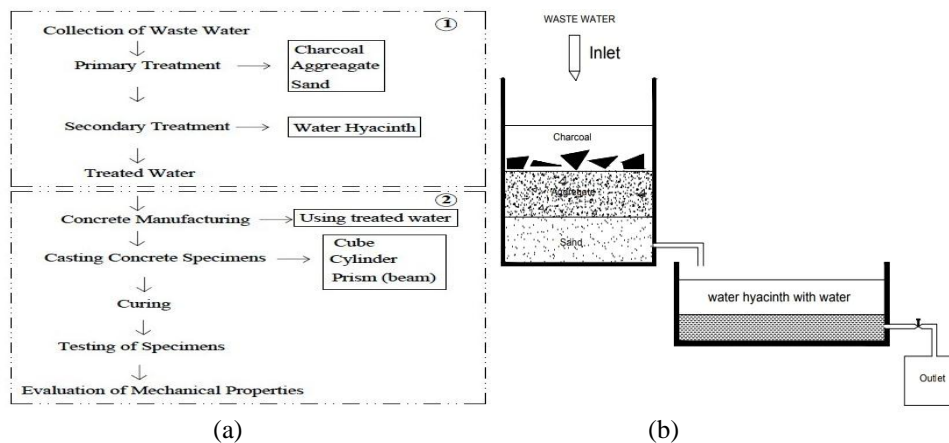 ①
Collection of Waste Water
Primary Treatment
Charcoal
Aggreagate
Sand
Secondary Treatment
Water Hyacinth
Treated Water
②
Concrete Manufacturing
Using treated water
Casting Concrete Specimens
Cube
Cylinder
Prism (beam)
Curing
Testing of Specimens
Evaluation of Mechanical Properties
(a)
WASTE WATER
Inlet
Charcoal
Aggregate
Sand
water hyacinth with water
Outlet
(b)